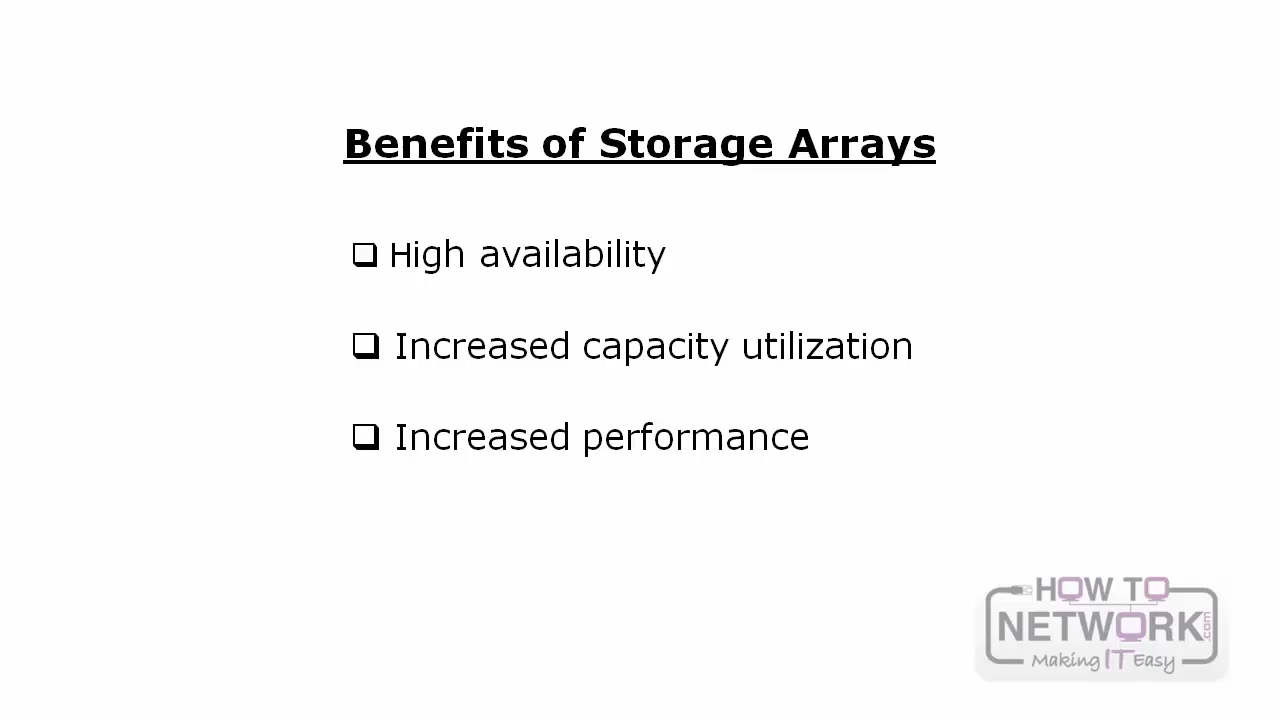 Benefits of Storage Arrays
❑ High availability
❑ Increased capacity utilization
❑ Increased performance
HOW TO
NETWORK.com
Making IT Easy